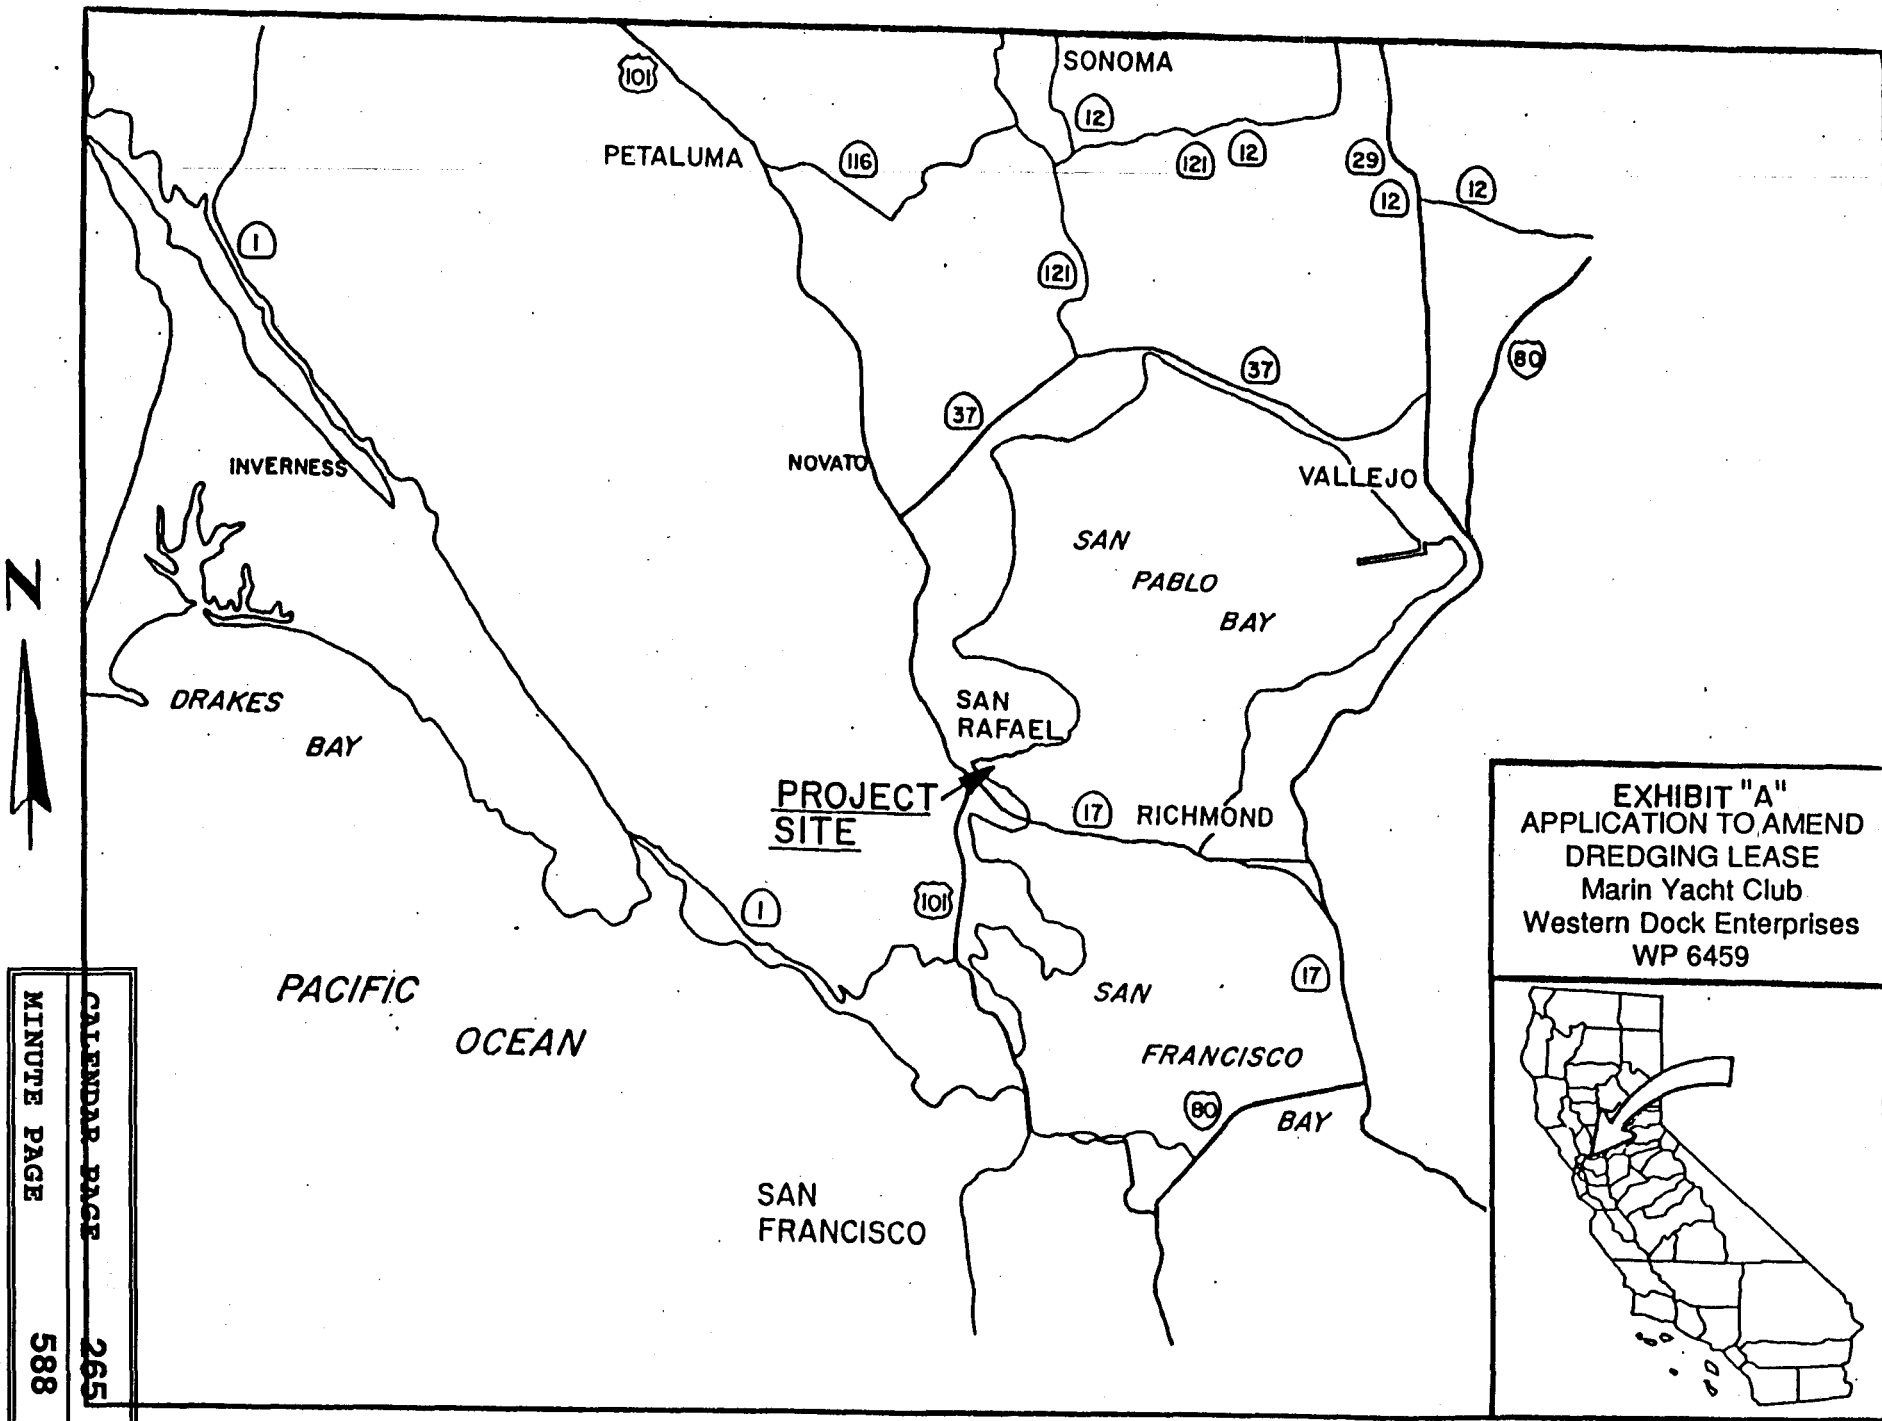 SONOMA
101
12
PETALUMA
116
121
12
29
12
12
1
121
80
37
37
INVERNESS
NOVATO
VALLEJO
SAN
PABLO
BAY
N
DRAKES
BAY
SAN
RAFAEL
PROJECT
SITE
17
RICHMOND
101
1
17
PACIFIC
OCEAN
SAN
FRANCISCO
BAY
80
SAN
FRANCISCO
EXHIBIT "A"
APPLICATION TO AMEND
DREDGING LEASE
Marin Yacht Club
Western Dock Enterprises
WP 6459
CALENDAR PAGE 265
MINUTE PAGE 588